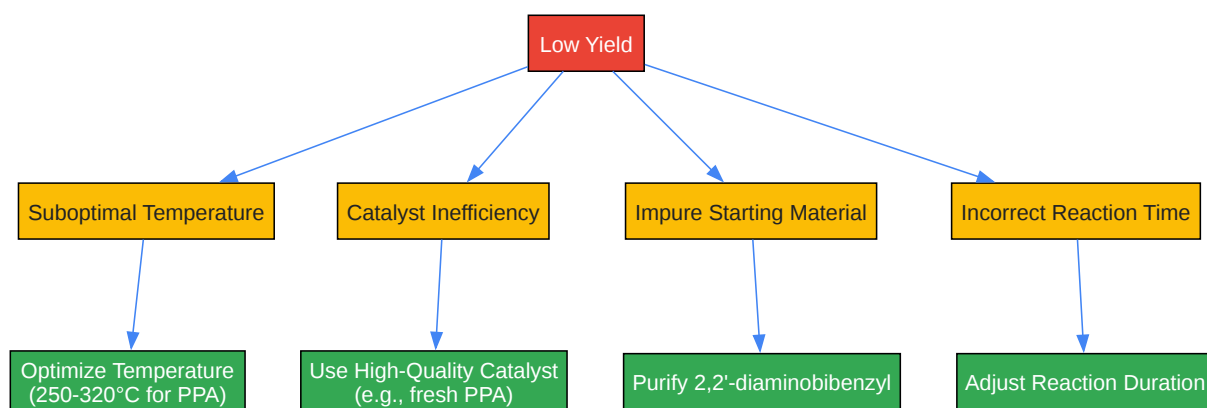 Low Yield
Suboptimal Temperature
Catalyst Inefficiency
Impure Starting Material
Incorrect Reaction Time
Optimize Temperature
(250-320°C for PPA)
Use High-Quality Catalyst
(e.g., fresh PPA)
Purify 2,2'-diaminobibenzyl
Adjust Reaction Duration